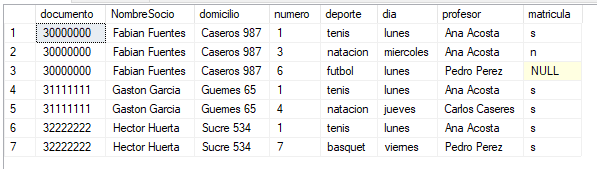 documento NombreSocio domicilio numero deporte dia profesor matricula
1 30000000 Fabian Fuentes Caseros 987 1 tenis lunes Ana Acosta s
2 30000000 Fabian Fuentes Caseros 987 3 natacion miercoles Ana Acosta n
3 30000000 Fabian Fuentes Caseros 987 6 futbol lunes Pedro Perez NULL
4 31111111 Gaston Garcia Guemes 65 1 tenis lunes Ana Acosta s
5 31111111 Gaston Garcia Guemes 65 4 natacion jueves Carlos Caseres s
6 32222222 Hector Huerta Sucre 534 1 tenis lunes Ana Acosta s
7 32222222 Hector Huerta Sucre 534 7 basquet viernes Pedro Perez s